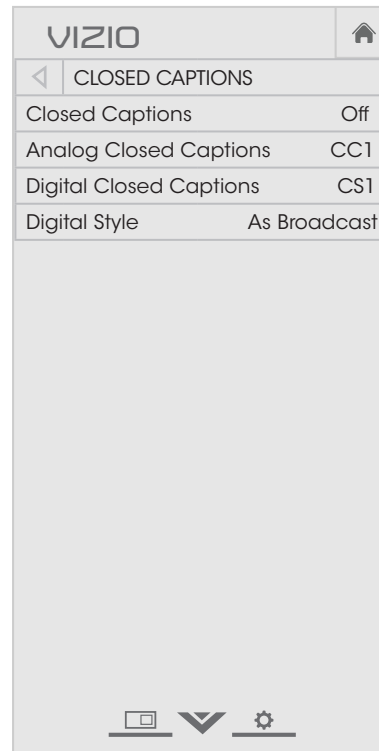 VIZIO
CLOSED CAPTIONS
Closed Captions Off
Analog Closed Captions CC1
Digital Closed Captions CS1
Digital Style As Broadcast